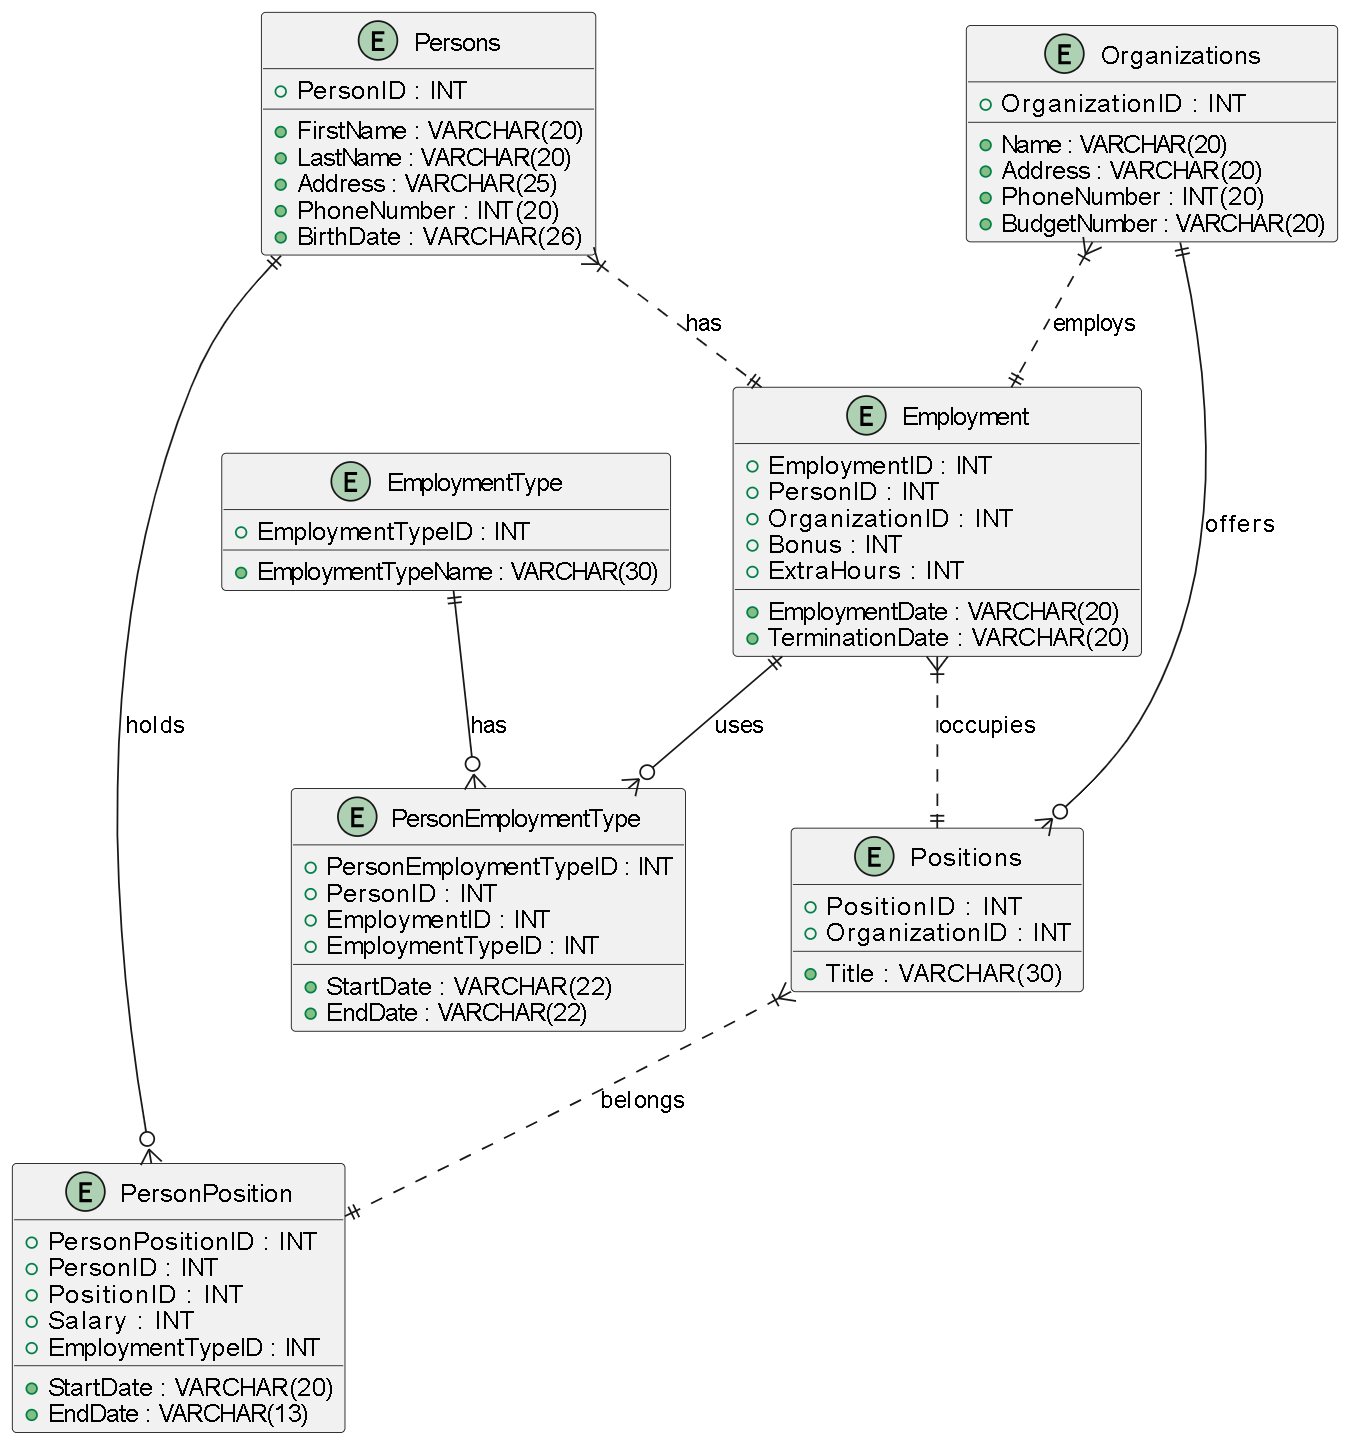 E Persons
PersonID : INT
FirstName : VARCHAR(20)
LastName : VARCHAR(20)
Address : VARCHAR(25)
PhoneNumber : INT(20)
BirthDate : VARCHAR(26)
E Organizations
OrganizationID : INT
Name : VARCHAR(20)
Address : VARCHAR(20)
PhoneNumber : INT(20)
BudgetNumber : VARCHAR(20)
has
employs
E Employment
EmploymentID : INT
PersonID : INT
OrganizationID : INT
Bonus : INT
ExtraHours : INT
EmploymentDate : VARCHAR(20)
TerminationDate : VARCHAR(20)
E EmploymentType
EmploymentTypeID : INT
EmploymentTypeName : VARCHAR(30)
offers
holds
has
uses
occupies
E PersonEmploymentType
PersonEmploymentTypeID : INT
PersonID : INT
EmploymentID : INT
EmploymentTypeID : INT
StartDate : VARCHAR(22)
EndDate : VARCHAR(22)
E Positions
PositionID : INT
OrganizationID : INT
Title : VARCHAR(30)
belongs
E PersonPosition
PersonPositionID : INT
PersonID : INT
PositionID : INT
Salary : INT
EmploymentTypeID : INT
StartDate : VARCHAR(20)
EndDate : VARCHAR(13)